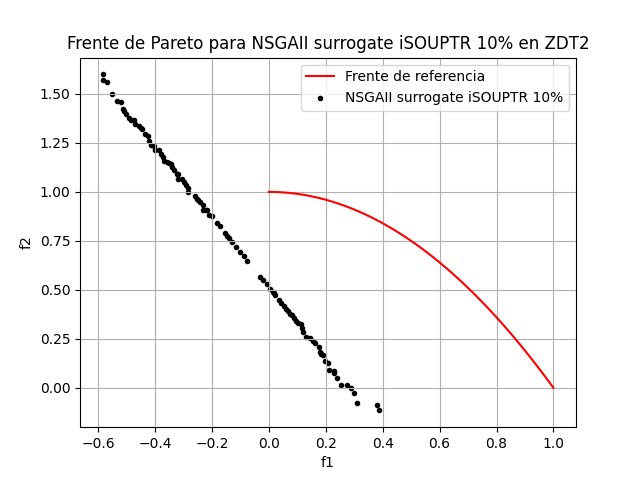 Frente de Pareto para NSGAII surrogate iSOUPTR 10% en ZDT2
Frente de referencia
NSGAII surrogate iSOUPTR 10%
f2
1.50
1.25
1.00
0.75
0.50
0.25
0.00
−0.6 −0.4 −0.2 0.0 0.2 0.4 0.6 0.8 1.0
f1